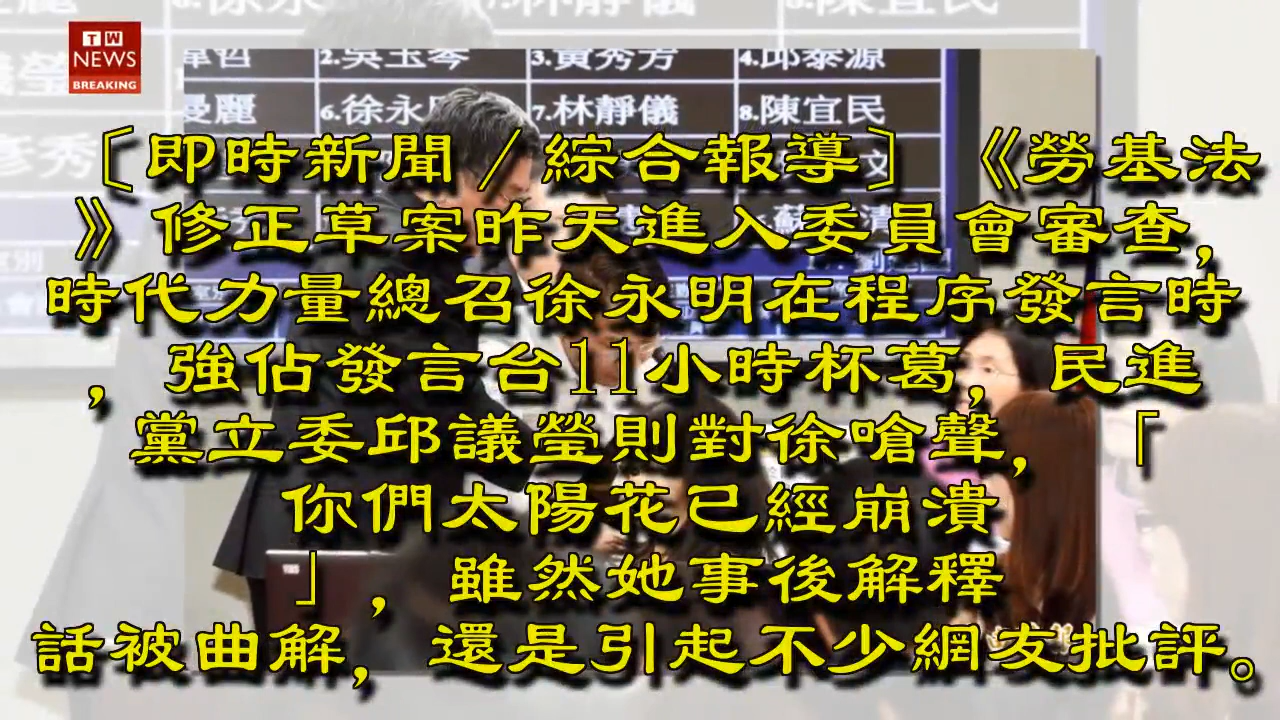 TW
NEWS
BREAKING
韋哲 2.吳玉琴 3.黃秀芳 4.邱泰源
曼麗 6.徐永 7.林靜儀 8.陳宜民
〔即時新聞／綜合報導〕《勞基法
》修正草案昨天進入委員會審查，
時代力量總召徐永明在程序發言時
，強佔發言台11小時杯葛，民進
黨立委邱議瑩則對徐嗆聲，「
你們太陽花已經崩潰
」，雖然她事後解釋
話被曲解，還是引起不少網友批評。